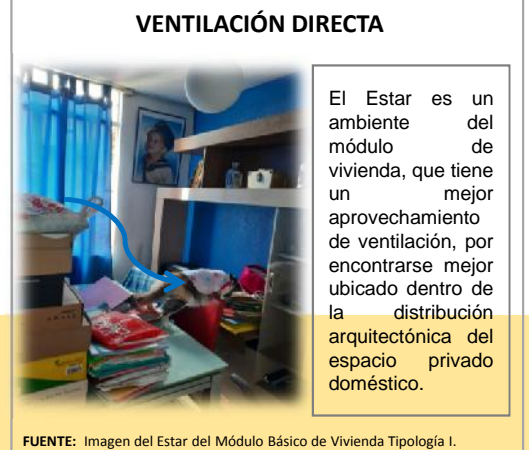 VENTILACIÓN DIRECTA
El Estar es un
ambiente del
módulo de
vivienda, que tiene
un mejor
aprovechamiento
de ventilación, por
encontrarse mejor
ubicado dentro de
la distribución
arquitectónica del
espacio privado
doméstico.
FUENTE: Imagen del Estar del Módulo Básico de Vivienda Tipología I.